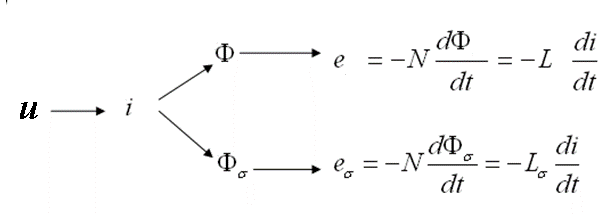 Φ → e = −N dΦ/dt = −L di/dt
u → i
Φσ → eσ = −N dΦσ/dt = −Lσ di/dt